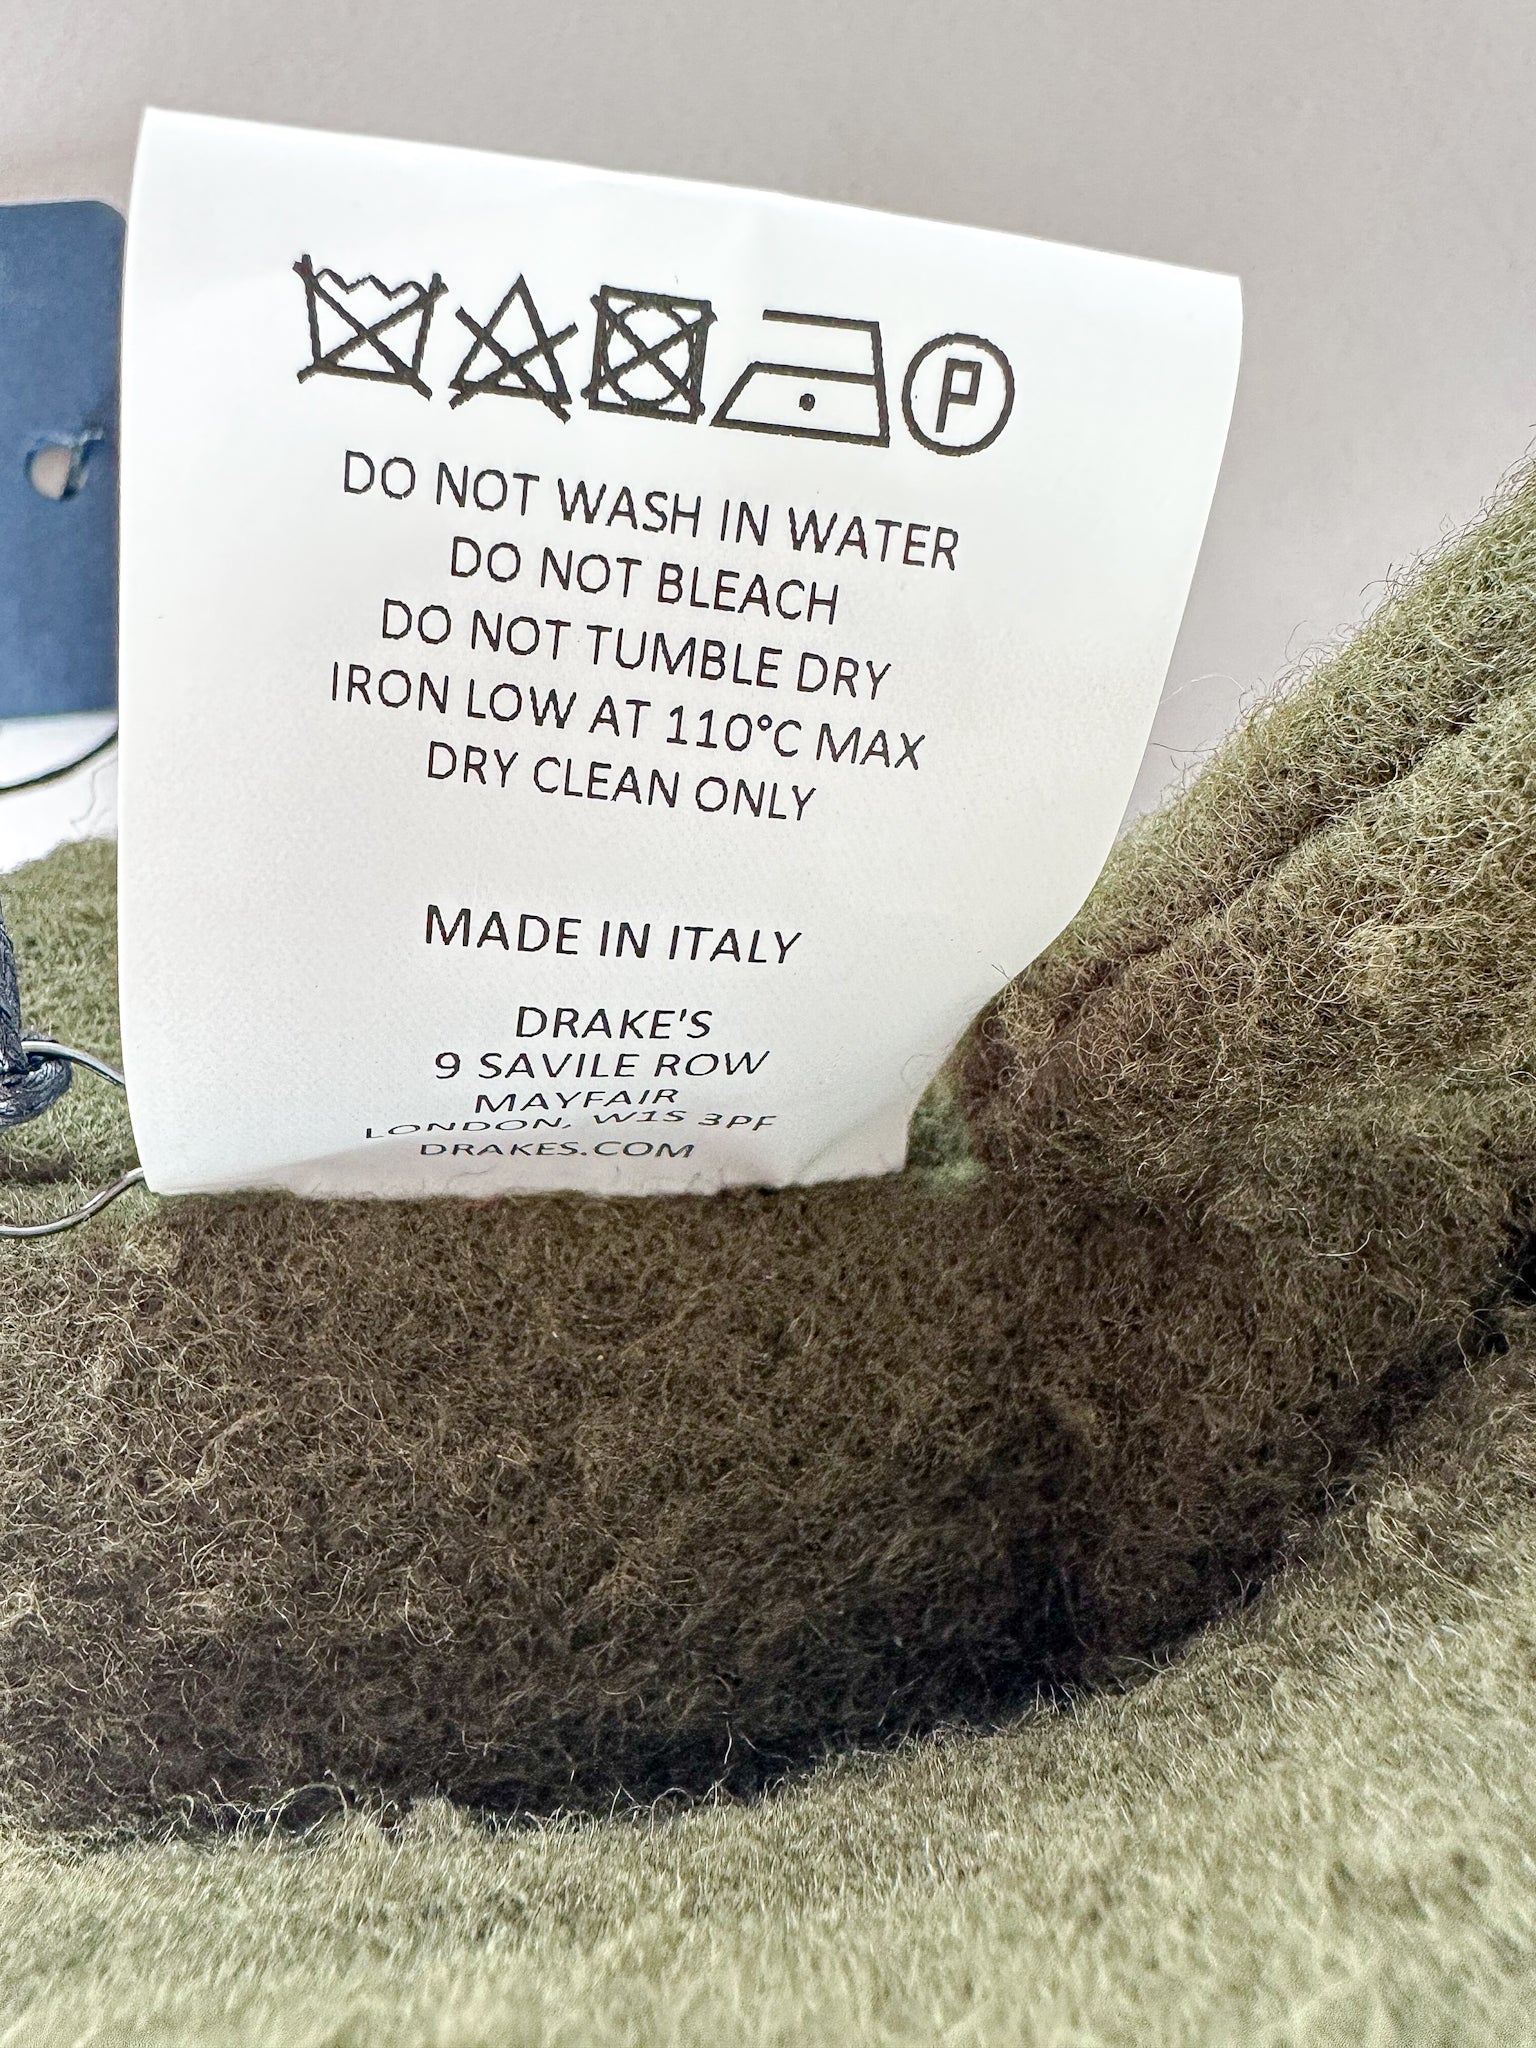 P
DO NOT WASH IN WATER
DO NOT BLEACH
DO NOT TUMBLE DRY
IRON LOW AT 110°C MAX
DRY CLEAN ONLY
MADE IN ITALY
DRAKE'S
9 SAVILE ROW
MAYFAIR
LONDON, W1S 3PF
DRAKES.COM